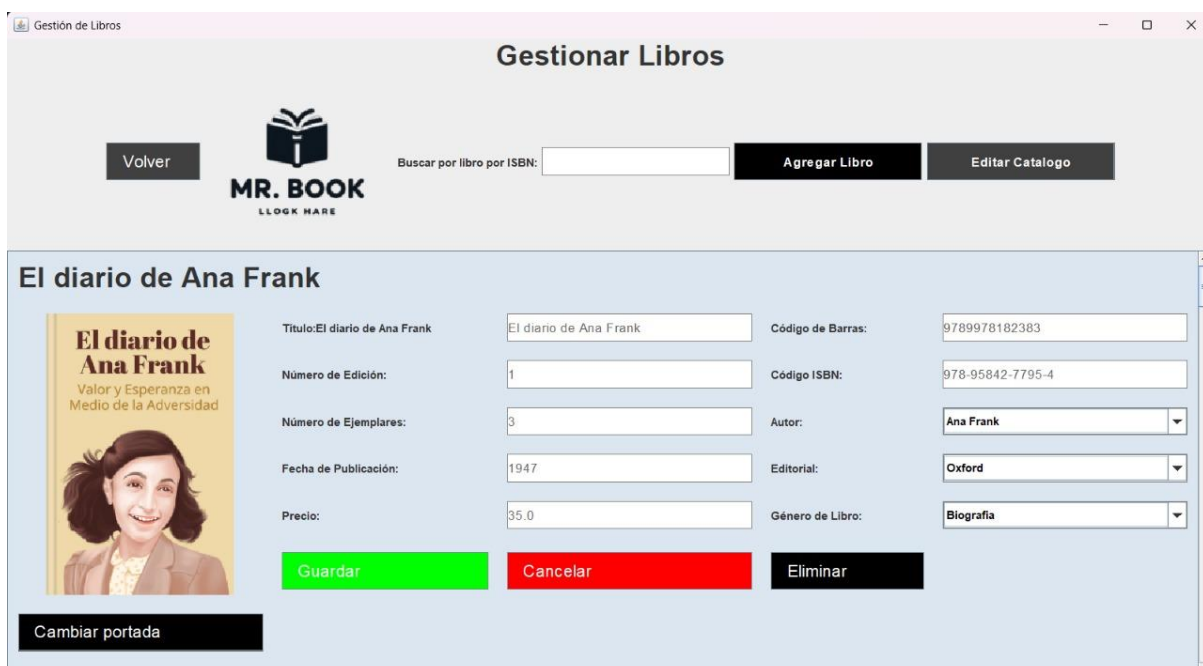 Gestión de Libros
Gestionar Libros
Volver
MR. BOOK
LLOGK HARE
Buscar por libro por ISBN:
Agregar Libro
Editar Catalogo
El diario de Ana Frank
El diario de
Ana Frank
Valor y Esperanza en
Medio de la Adversidad
Titulo:El diario de Ana Frank
El diario de Ana Frank
Código de Barras:
9789978182383
Número de Edición:
1
Código ISBN:
978-95842-7795-4
Número de Ejemplares:
3
Autor:
Ana Frank
Fecha de Publicación:
1947
Editorial:
Oxford
Precio:
35.0
Género de Libro:
Biografia
Guardar
Cancelar
Eliminar
Cambiar portada